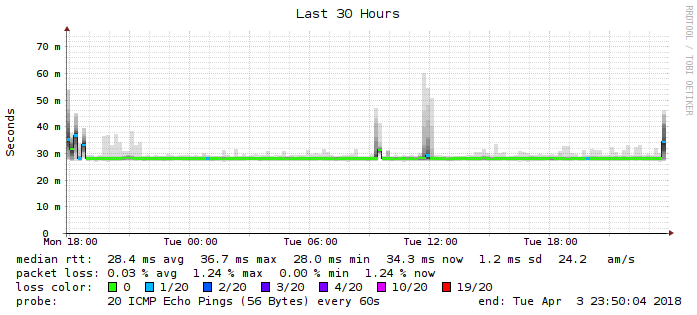 Last 30 Hours
RRDTOOL / TOBI OETIKER
Seconds
70 m
60 m
50 m
40 m
30 m
20 m
10 m
0
Mon 18:00 Tue 00:00 Tue 06:00 Tue 12:00 Tue 18:00
median rtt: 28.4 ms avg 36.7 ms max 28.0 ms min 34.3 ms now 1.2 ms sd 24.2 am/s
packet loss: 0.03 % avg 1.24 % max 0.00 % min 1.24 % now
loss color: 0 1/20 2/20 3/20 4/20 10/20 19/20
probe: 20 ICMP Echo Pings (56 Bytes) every 60s end: Tue Apr 3 23:50:04 2018